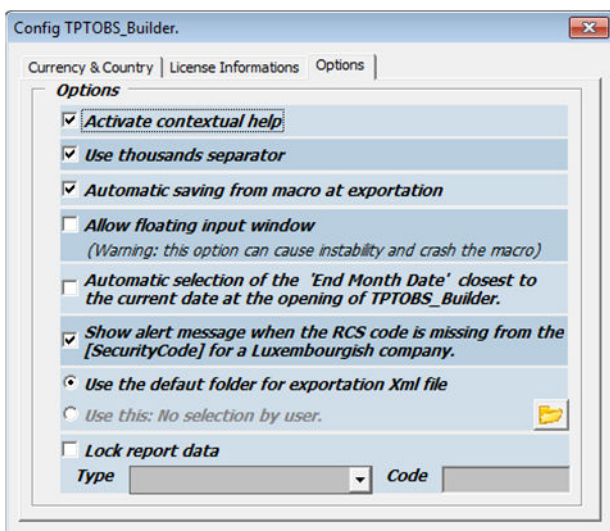 Config TPTOBS_Builder.
Currency & Country License Informations Options
Options
Activate contextual help
Use thousands separator
Automatic saving from macro at exportation
Allow floating input window
(Warning: this option can cause instability and crash the macro)
Automatic selection of the 'End Month Date' closest to
the current date at the opening of TPTOBS_Builder.
Show alert message when the RCS code is missing from the
[SecurityCode] for a Luxembourgish company.
Use the defaut folder for exportation Xml file
Use this: No selection by user.
Lock report data
Type Code